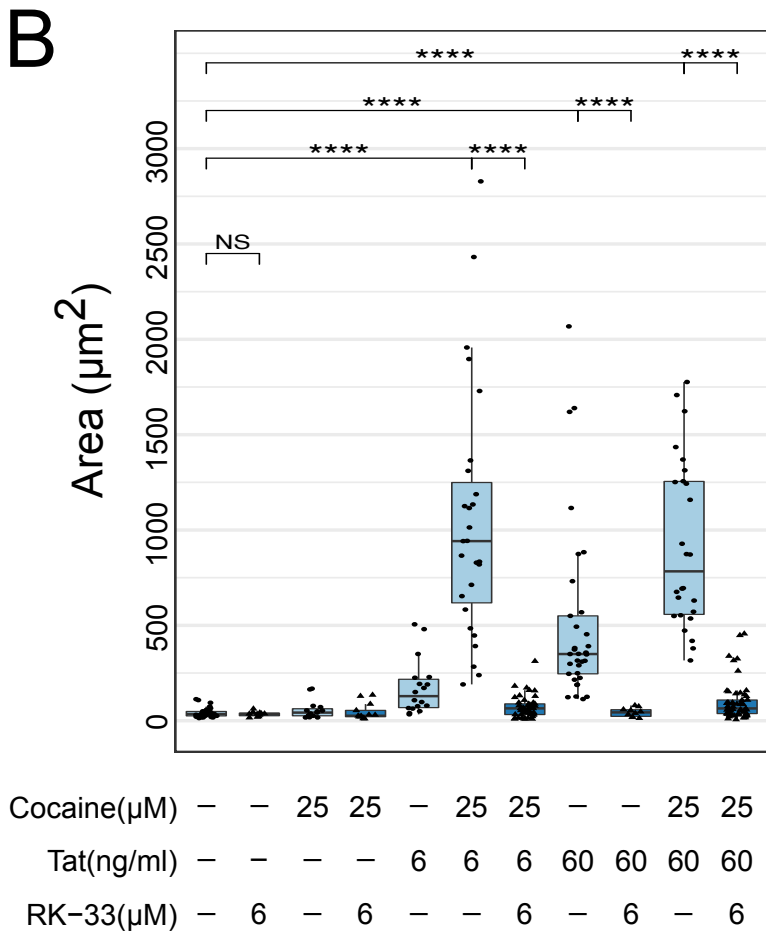 B
**** ****
**** ****
**** ****
NS
3000
2500
2000
1500
1000
500
0
Area (µm²)
Cocaine(µM) – – 25 25 – 25 25 – – 25 25
Tat(ng/ml) – – – – 6 6 6 60 60 60 60
RK−33(µM) – 6 – 6 – – 6 – 6 – 6